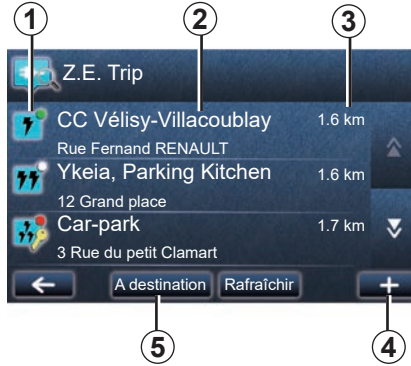 1 2 3
Z.E. Trip
CC Vélisy-Villacoublay 1.6 km
Rue Fernand RENAULT
Ykeia, Parking Kitchen 1.6 km
12 Grand place
Car-park 1.7 km
3 Rue du petit Clamart
A destination Rafraîchir +
5 4